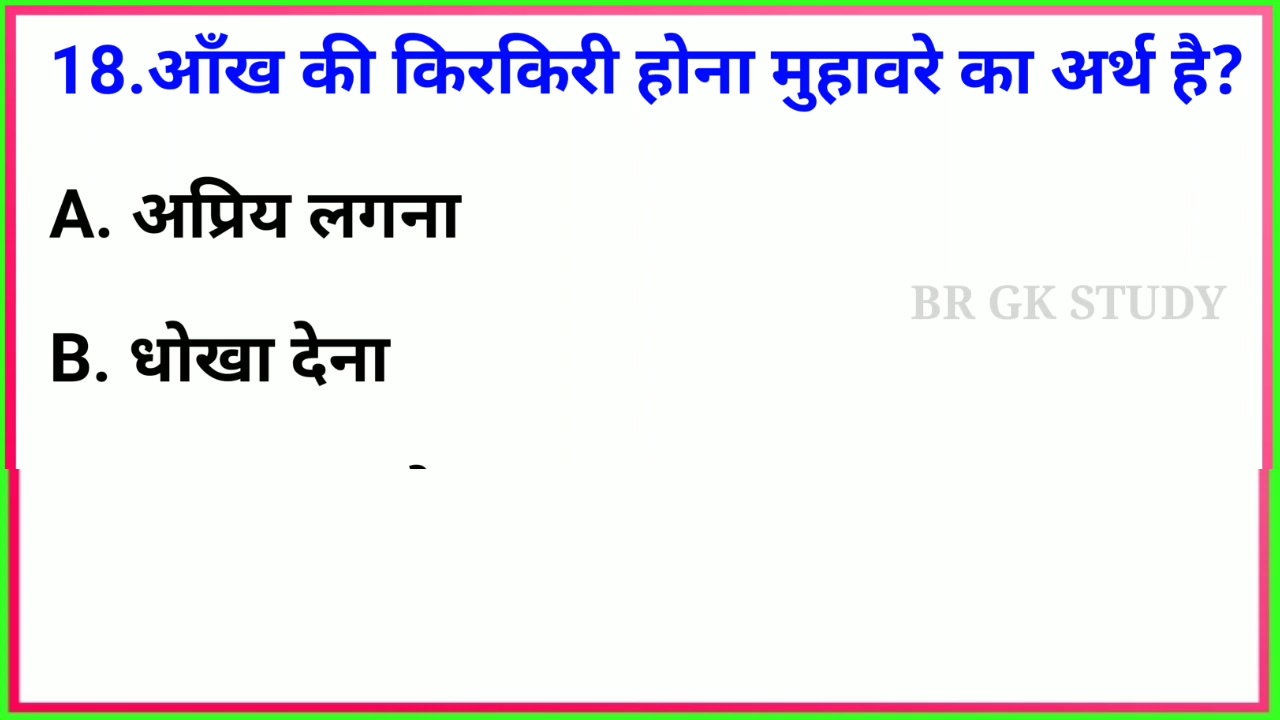 18.आँख की किरकिरी होना मुहावरे का अर्थ है?
A. अप्रिय लगना
BR GK STUDY
B. धोखा देना